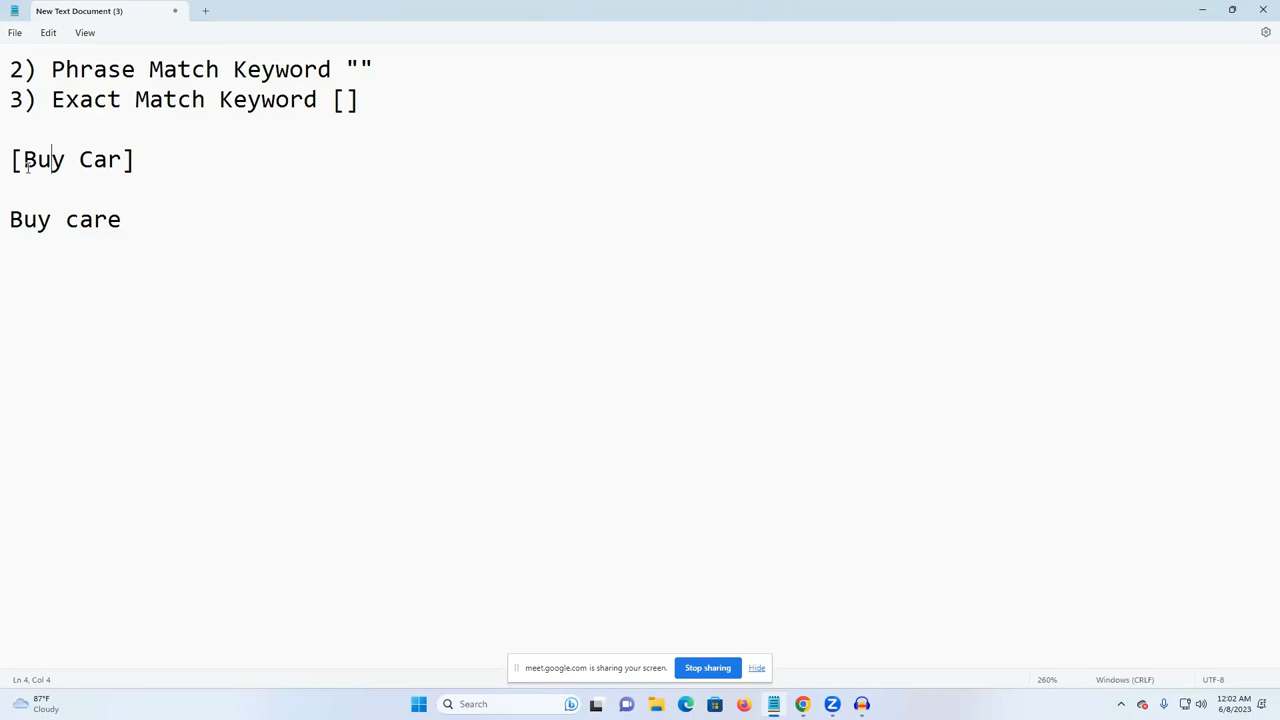 New Text Document (3)
File Edit View
2) Phrase Match Keyword ""
3) Exact Match Keyword []
[Buy Car]
Buy care
meet.google.com is sharing your screen. Stop sharing Hide
Ln 4, Col 4 260% Windows (CRLF) UTF-8
87°F
Cloudy
Search
12:02 AM
6/8/2023